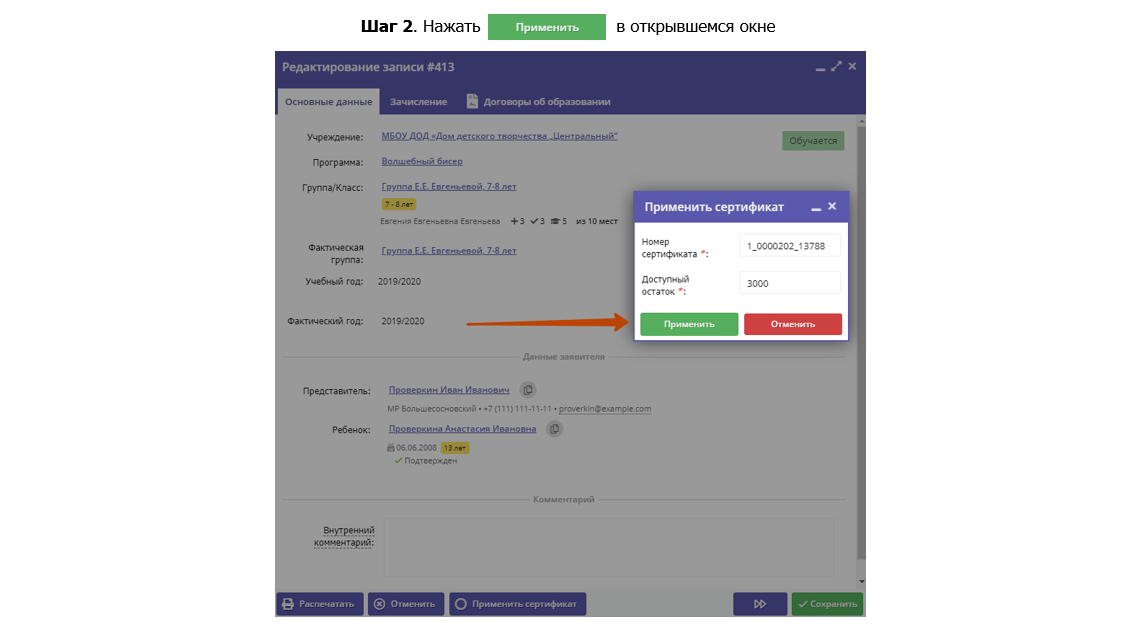 Шаг 2. Нажать Применить в открывшемся окне
Редактирование записи #413
Основные данные Зачисление Договоры об образовании
Учреждение: МБОУ ДОД «Дом детского творчества „Центральный" Обучается
Программа: Волшебный бисер
Группа/Класс: Группа Е.Е. Евгеньевой, 7-8 лет
7 - 8 лет
Евгения Евгеньевна Евгеньева 3 3 5 из 10 мест
Фактическая группа: Группа Е.Е. Евгеньевой, 7-8 лет
Учебный год: 2019/2020
Фактический год: 2019/2020
Применить сертификат
Номер сертификата *: 1_0000202_13788
Доступный остаток *: 3000
Применить Отменить
Данные заявителя
Представитель: Проверкин Иван Иванович
МР Большесосновский • +7 (111) 111-11-11 • proverkin@example.com
Ребенок: Проверкина Анастасия Ивановна
06.06.2008 13 лет
Подтвержден
Комментарий
Внутренний комментарий:
Распечатать Отменить Применить сертификат Сохранить